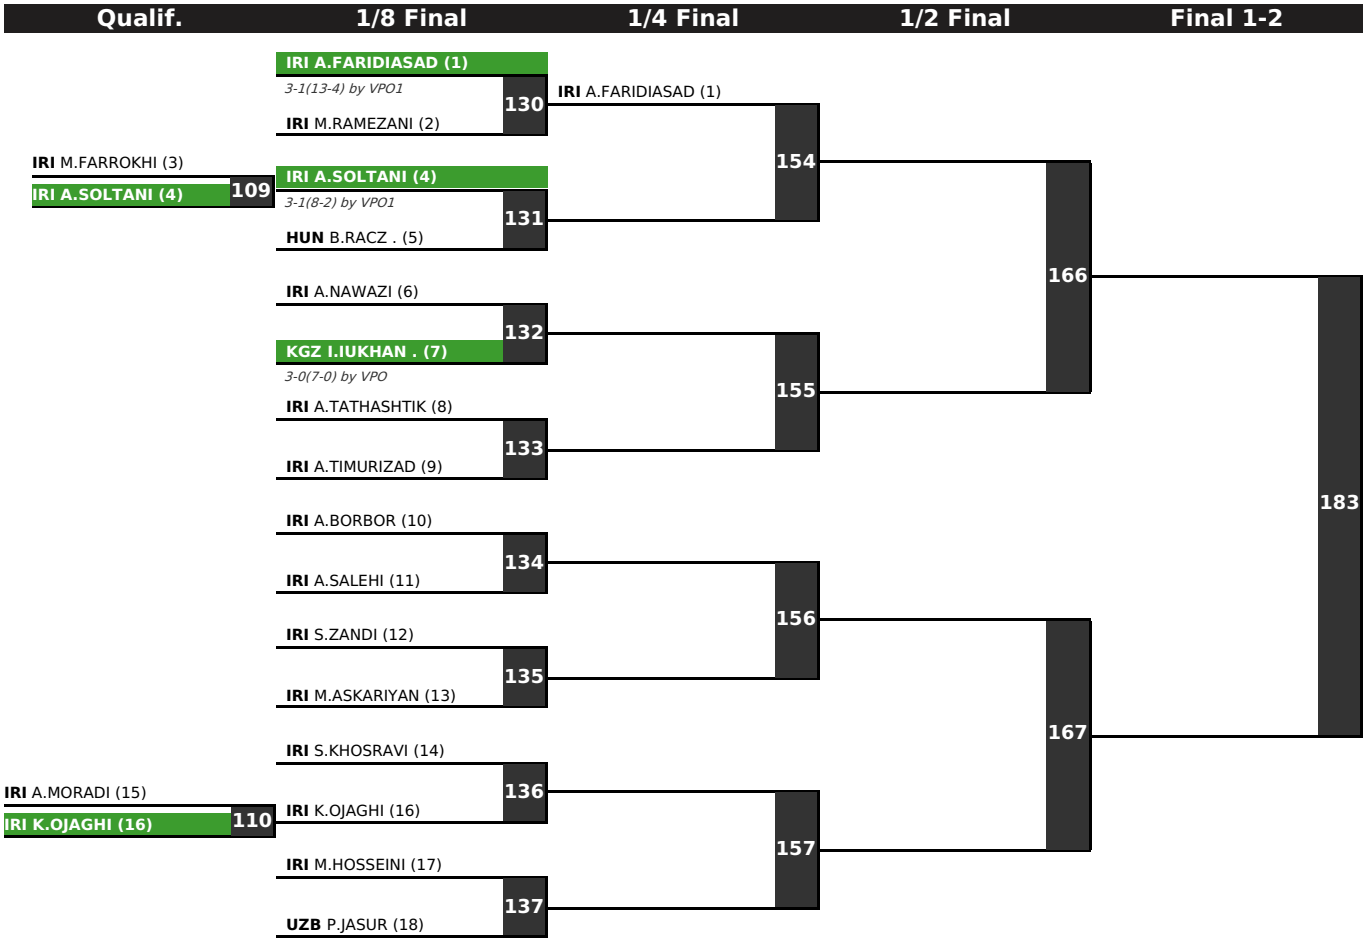 Qualif. 1/8 Final 1/4 Final 1/2 Final Final 1-2
IRI A.FARIDIASAD (1)
3-1(13-4) by VPO1
130
IRI A.FARIDIASAD (1)
IRI M.RAMEZANI (2)
154
IRI M.FARROKHI (3)
109
IRI A.SOLTANI (4)
IRI A.SOLTANI (4)
3-1(8-2) by VPO1
131
HUN B.RACZ . (5)
166
IRI A.NAWAZI (6)
132
KGZ I.IUKHAN . (7)
3-0(7-0) by VPO
155
IRI A.TATHASHTIK (8)
133
IRI A.TIMURIZAD (9)
183
IRI A.BORBOR (10)
134
IRI A.SALEHI (11)
156
IRI S.ZANDI (12)
135
IRI M.ASKARIYAN (13)
167
IRI S.KHOSRAVI (14)
136
IRI A.MORADI (15)
110
IRI K.OJAGHI (16)
IRI K.OJAGHI (16)
157
IRI M.HOSSEINI (17)
137
UZB P.JASUR (18)